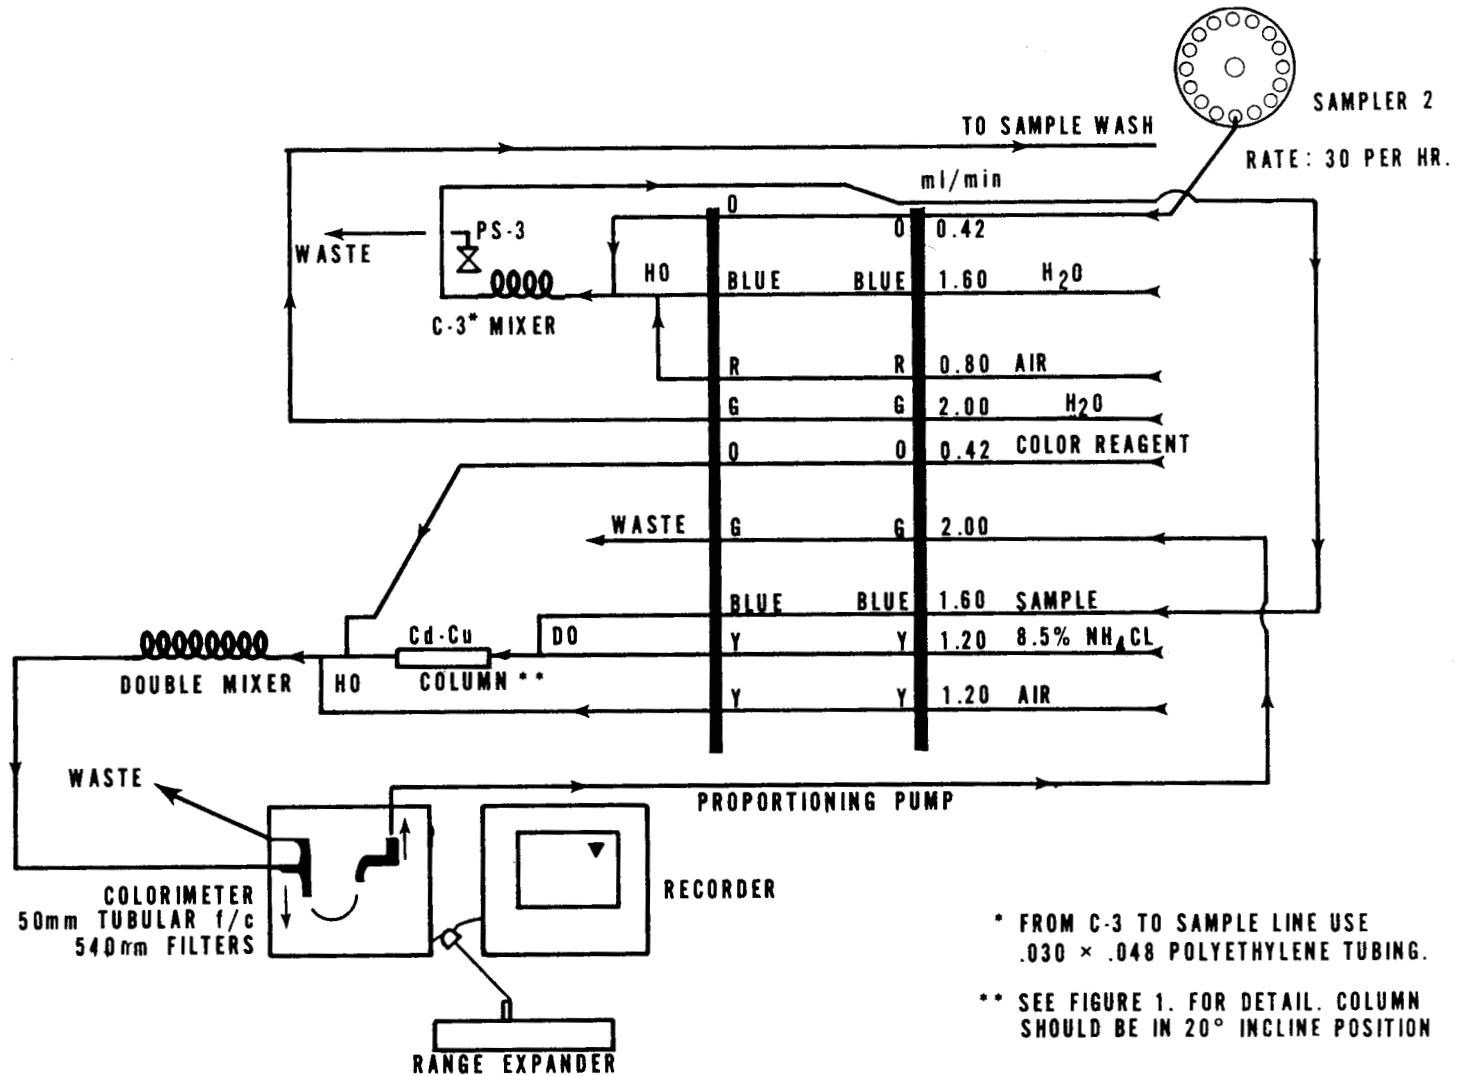 SAMPLER 2
TO SAMPLE WASH
RATE: 30 PER HR.
ml/min
O
O 0.42
PS-3
WASTE
HO
BLUE BLUE 1.60 H2O
C-3* MIXER
R R 0.80 AIR
G G 2.00 H2O
O O 0.42 COLOR REAGENT
WASTE G G 2.00
BLUE BLUE 1.60 SAMPLE
Cd-Cu DO Y Y 1.20 8.5% NH4CL
DOUBLE MIXER HO COLUMN **
Y Y 1.20 AIR
WASTE
PROPORTIONING PUMP
RECORDER
COLORIMETER
50mm TUBULAR f/c
540nm FILTERS
* FROM C-3 TO SAMPLE LINE USE
.030 × .048 POLYETHYLENE TUBING.
** SEE FIGURE 1. FOR DETAIL. COLUMN
SHOULD BE IN 20° INCLINE POSITION
RANGE EXPANDER